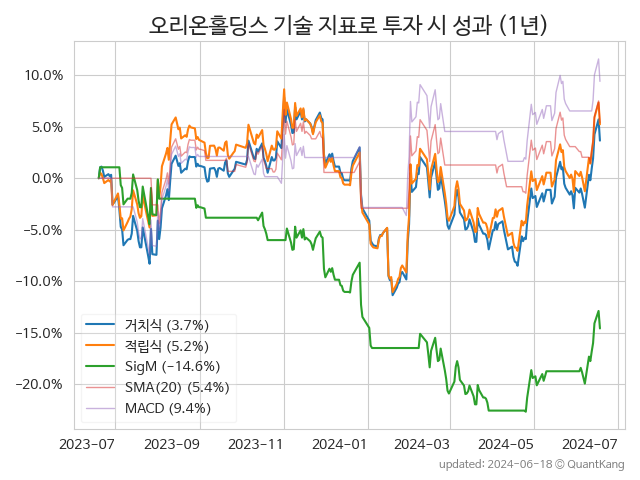 오리온홀딩스 기술 지표로 투자 시 성과 (1년)
10.0%
5.0%
0.0%
−5.0%
−10.0%
−15.0%
−20.0%
거치식 (3.7%)
적립식 (5.2%)
SigM (−14.6%)
SMA(20) (5.4%)
MACD (9.4%)
2023-07 2023-09 2023-11 2024-01 2024-03 2024-05 2024-07
updated: 2024-06-18 ⓒ QuantKang